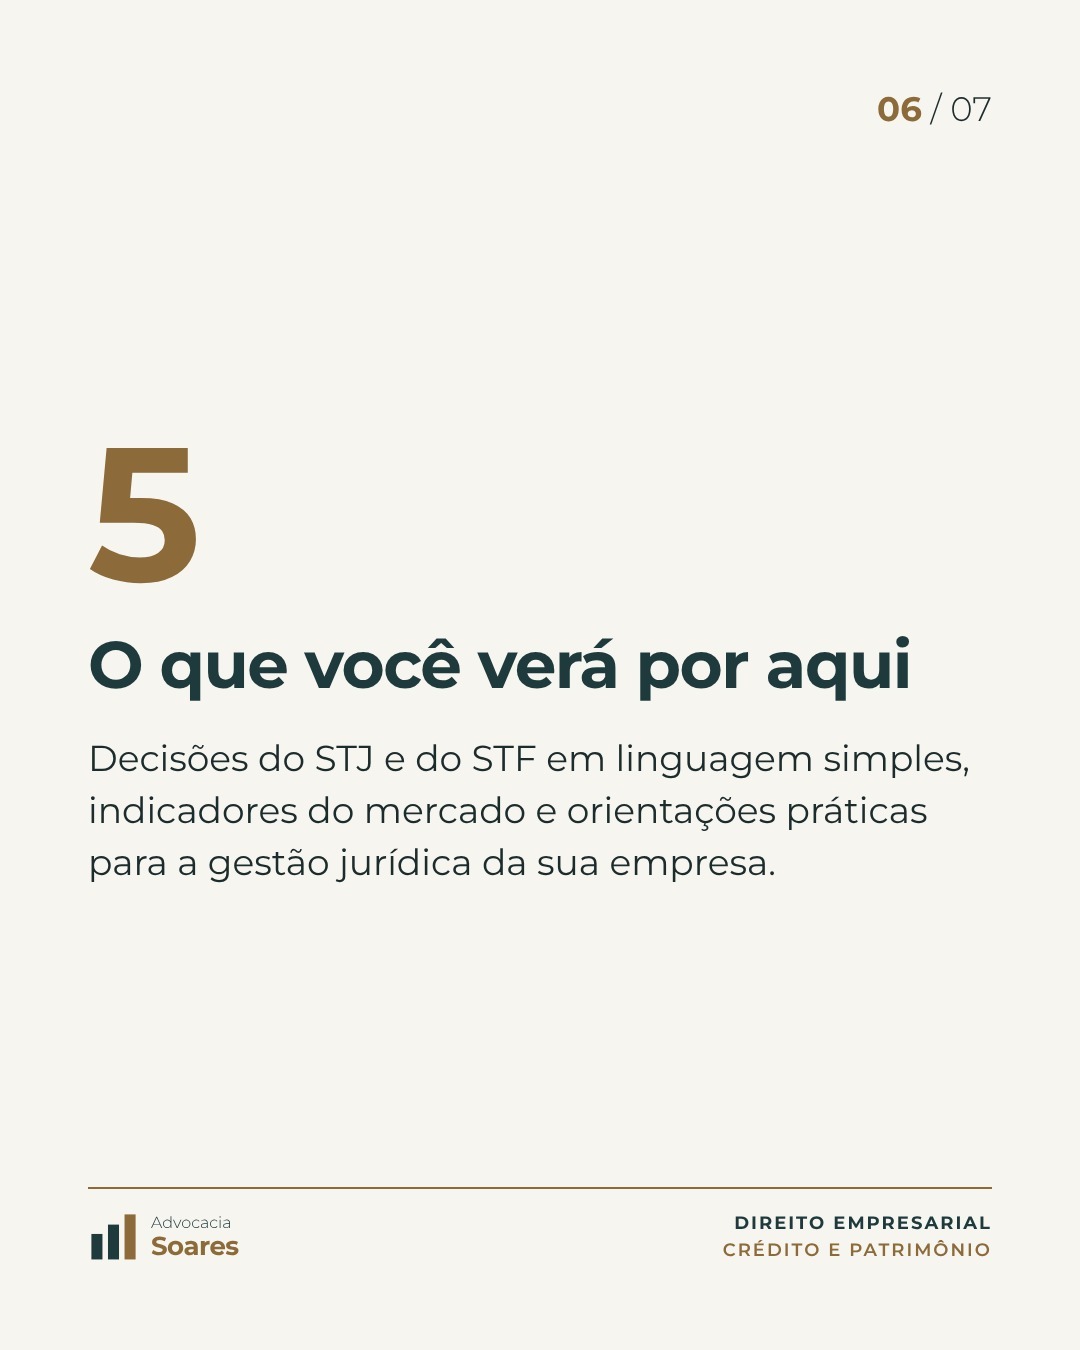 06 / 07
5
O que você verá por aqui
Decisões do STJ e do STF em linguagem simples,
indicadores do mercado e orientações práticas
para a gestão jurídica da sua empresa.
Advocacia
Soares
DIREITO EMPRESARIAL
CRÉDITO E PATRIMÔNIO